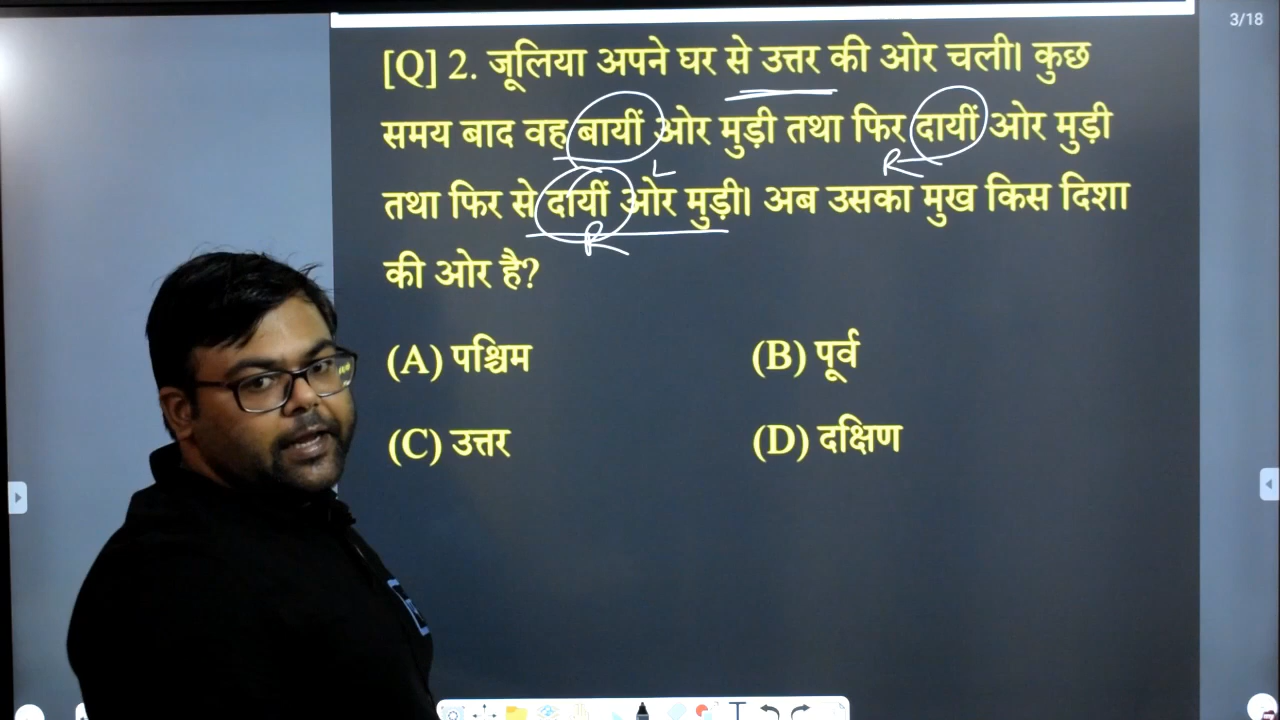 3/18
[Q] 2. जूलिया अपने घर से उत्तर की ओर चली। कुछ
समय बाद वह बायीं ओर मुड़ी तथा फिर दायीं ओर मुड़ी
L R
तथा फिर से दायीं ओर मुड़ी। अब उसका मुख किस दिशा
R
की ओर है?
(A) पश्चिम (B) पूर्व
(C) उत्तर (D) दक्षिण